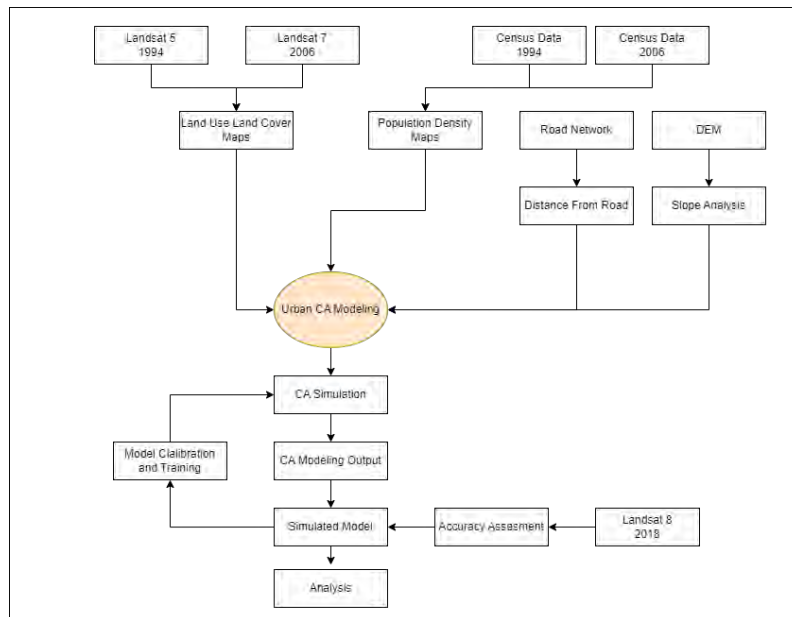 Landsat 5
1994
Landsat 7
2006
Census Data
1994
Census Data
2006
Land Use Land Cover
Maps
Population Density
Maps
Road Network
DEM
Distance From Road
Slope Analysis
Urban CA Modeling
CA Simulation
Model Clalibration
and Training
CA Modeling Output
Simulated Model
Accuracy Assesment
Landsat 8
2018
Analysis